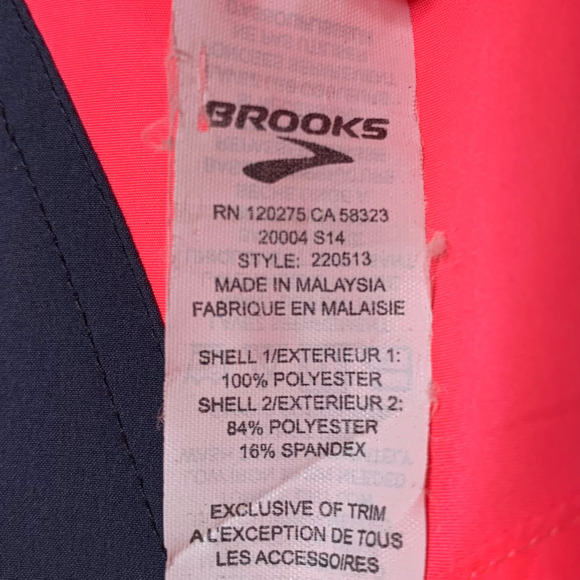 BROOKS
RN 120275 CA 58323
20004 S14
STYLE: 220513
MADE IN MALAYSIA
FABRIQUE EN MALAISIE
SHELL 1/EXTERIEUR 1:
100% POLYESTER
SHELL 2/EXTERIEUR 2:
84% POLYESTER
16% SPANDEX
EXCLUSIVE OF TRIM
A L'EXCEPTION DE TOUS
LES ACCESSOIRES